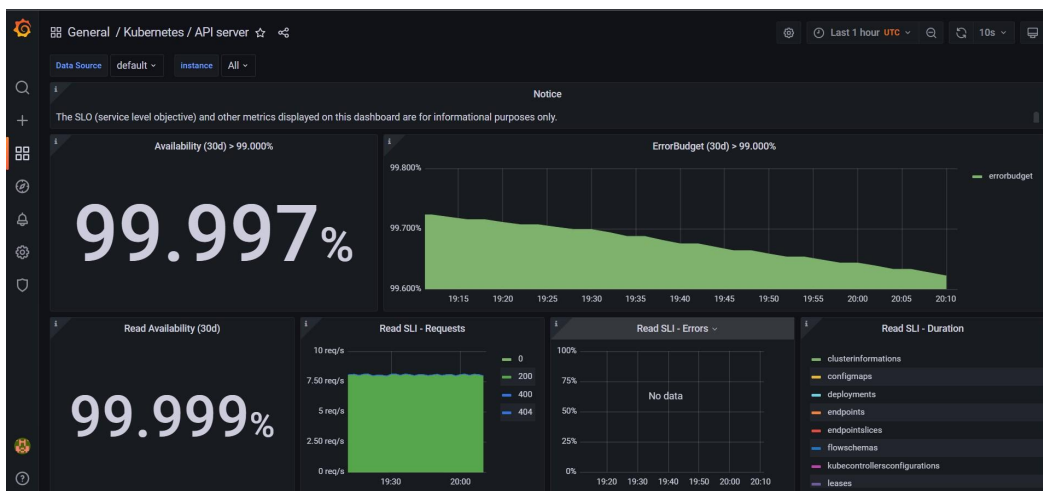 General / Kubernetes / API server
Last 1 hour UTC
10s
Data Source default
instance All
Notice
The SLO (service level objective) and other metrics displayed on this dashboard are for informational purposes only.
Availability (30d) > 99.000%
99.997%
ErrorBudget (30d) > 99.000%
99.800%
99.700%
99.600%
19:15 19:20 19:25 19:30 19:35 19:40 19:45 19:50 19:55 20:00 20:05 20:10
errorbudget
Read Availability (30d)
99.999%
Read SLI - Requests
10 req/s
7.50 req/s
5 req/s
2.50 req/s
0 req/s
19:30 20:00
0
200
400
404
Read SLI - Errors
100%
75%
50%
25%
0%
No data
19:20 19:30 19:40 19:50 20:00 20:10
Read SLI - Duration
clusterinformations
configmaps
deployments
endpoints
endpointslices
flowschemas
kubecontrollersconfigurations
leases